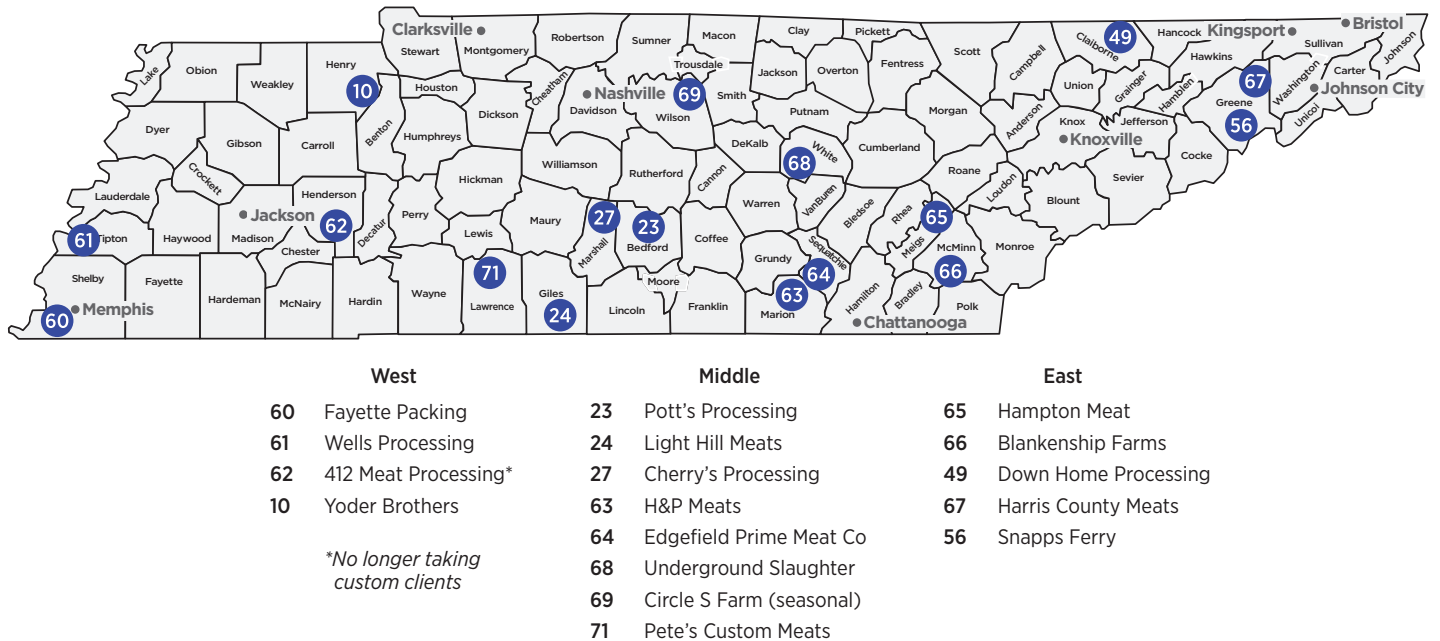 Clarksville
Bristol
Kingsport
Stewart
Montgomery
Robertson
Sumner
Macon
Clay
Pickett
Scott
Campbell
Claiborne
49
Hancock
Sullivan
Johnson
Lake
Obion
Weakley
Henry
10
Houston
Cheatham
Nashville
Davidson
Trousdale
69
Wilson
Smith
Jackson
Overton
Fentress
Union
Grainger
Hawkins
Hamblen
67
Greene
56
Washington
Carter
Johnson City
Unicoi
Dyer
Gibson
Carroll
Benton
Humphreys
Dickson
Putnam
Morgan
Anderson
Knox
Knoxville
Jefferson
Cocke
Sevier
Lauderdale
Crockett
Henderson
62
Decatur
Perry
Hickman
Williamson
Rutherford
Cannon
DeKalb
68
White
Cumberland
Roane
Loudon
Blount
61
Tipton
Haywood
Jackson
Madison
Chester
Lewis
Maury
27
Marshall
23
Bedford
Coffee
Warren
VanBuren
Bledsoe
Rhea
65
Meigs
McMinn
66
Monroe
Shelby
Memphis
60
Fayette
Hardeman
McNairy
Hardin
Wayne
71
Lawrence
Giles
24
Lincoln
Moore
Franklin
Grundy
Sequatchie
64
63
Marion
Hamilton
Bradley
Polk
Chattanooga
West
60 Fayette Packing
61 Wells Processing
62 412 Meat Processing*
10 Yoder Brothers
*No longer taking
custom clients
Middle
23 Pott's Processing
24 Light Hill Meats
27 Cherry's Processing
63 H&P Meats
64 Edgefield Prime Meat Co
68 Underground Slaughter
69 Circle S Farm (seasonal)
71 Pete's Custom Meats
East
65 Hampton Meat
66 Blankenship Farms
49 Down Home Processing
67 Harris County Meats
56 Snapps Ferry